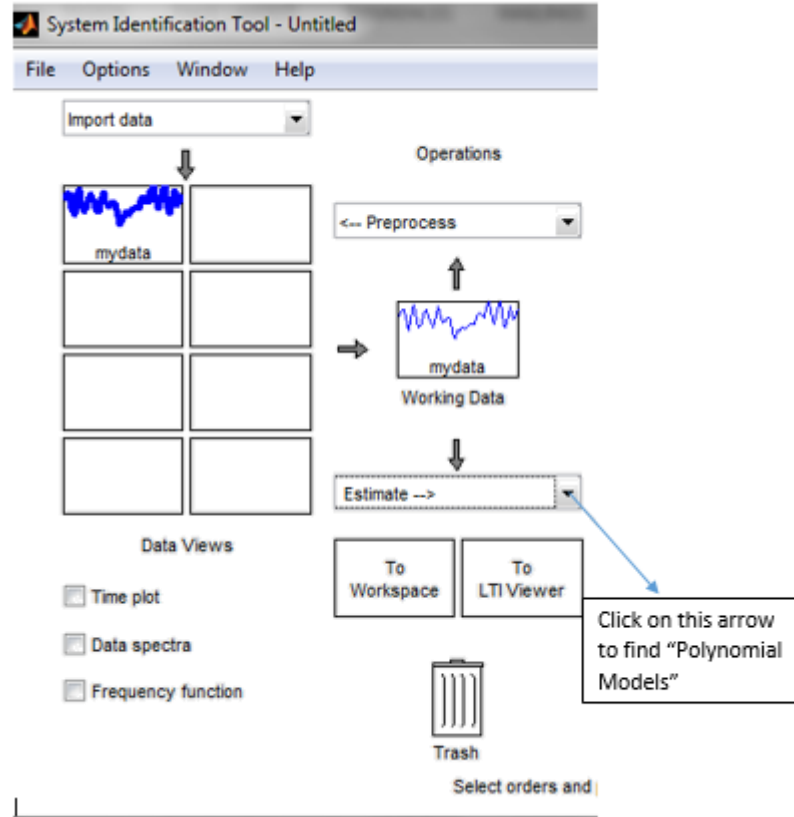 System Identification Tool - Untitled
File Options Window Help
Import data
Operations
mydata
<-- Preprocess
mydata
Working Data
Estimate -->
Data Views
To
Workspace
To
LTI Viewer
Time plot
Data spectra
Frequency function
Click on this arrow
to find “Polynomial
Models”
Trash
Select orders and